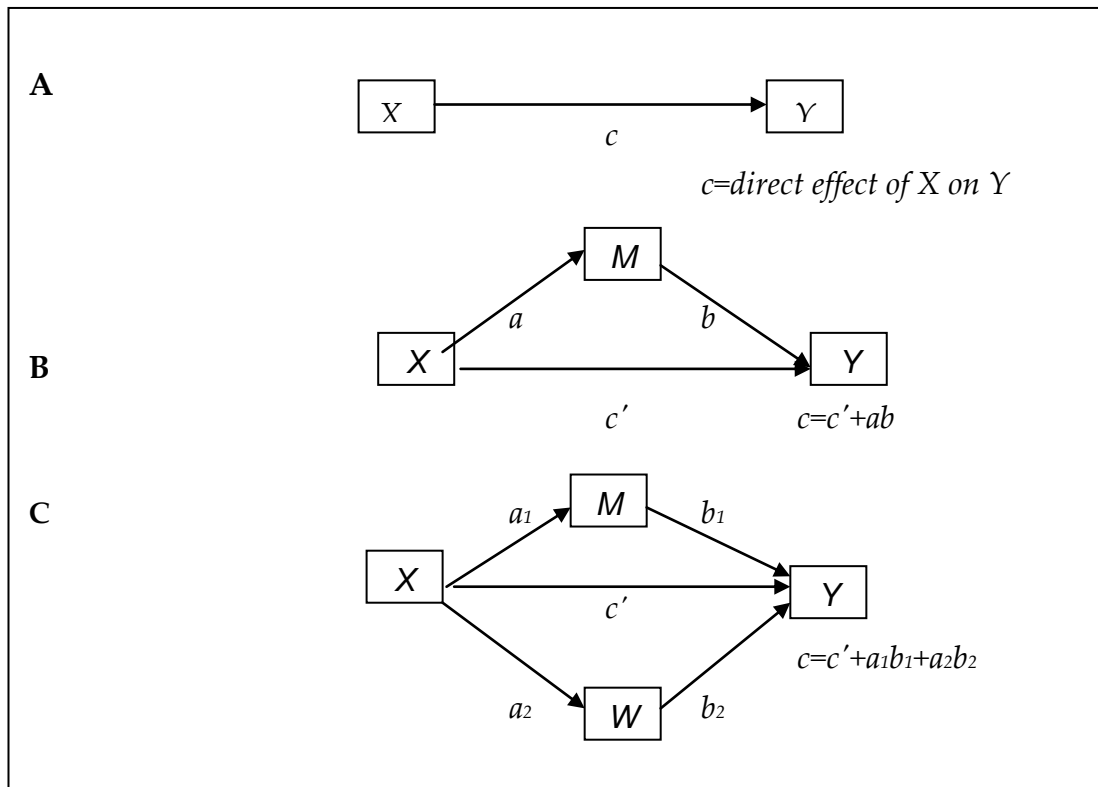 A
X
Y
c
c=direct effect of X on Y
M
a
b
X
Y
B
c′
c=c′+ab
M
C
a1
b1
X
Y
c′
c=c′+a1b1+a2b2
a2
W
b2